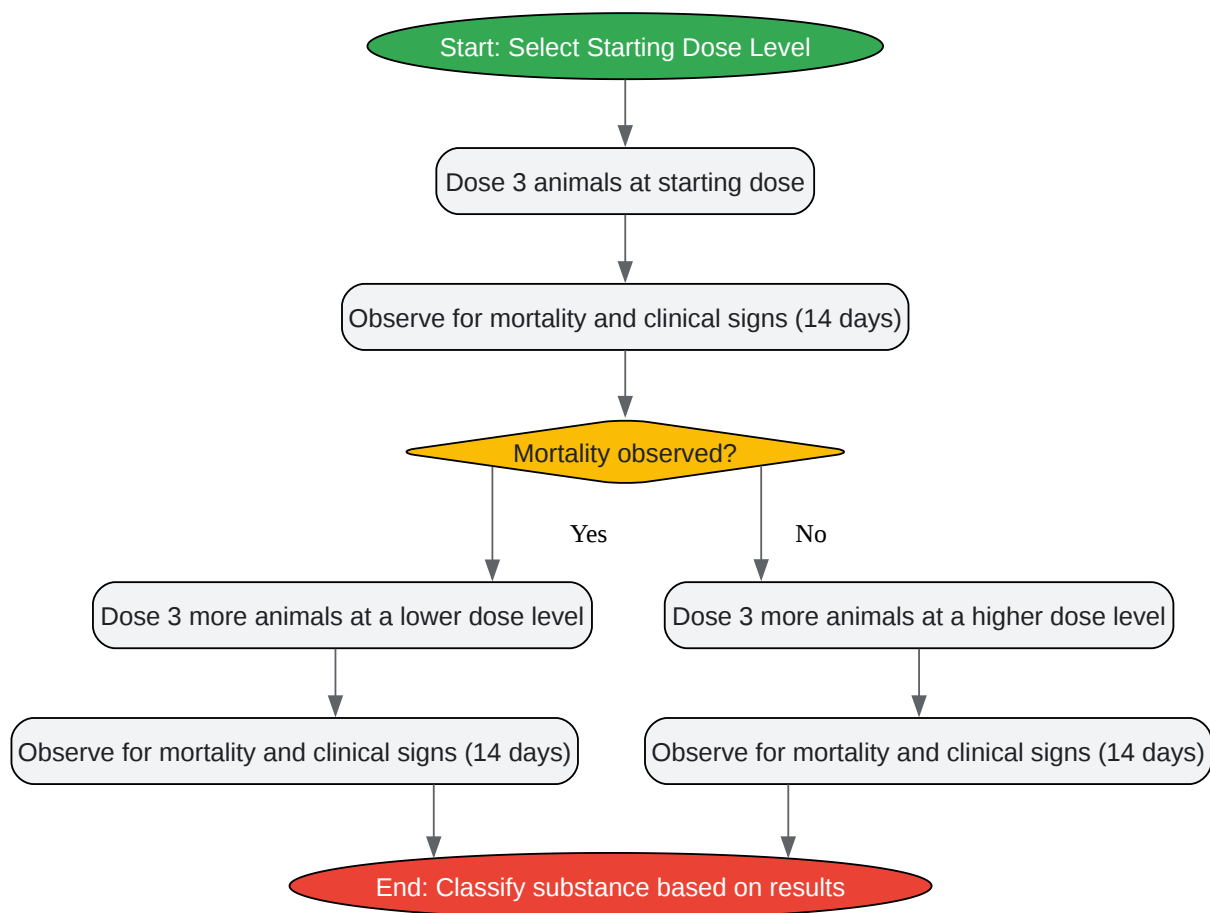 Start: Select Starting Dose Level
Dose 3 animals at starting dose
Observe for mortality and clinical signs (14 days)
Mortality observed?
Yes
No
Dose 3 more animals at a lower dose level
Dose 3 more animals at a higher dose level
Observe for mortality and clinical signs (14 days)
Observe for mortality and clinical signs (14 days)
End: Classify substance based on results